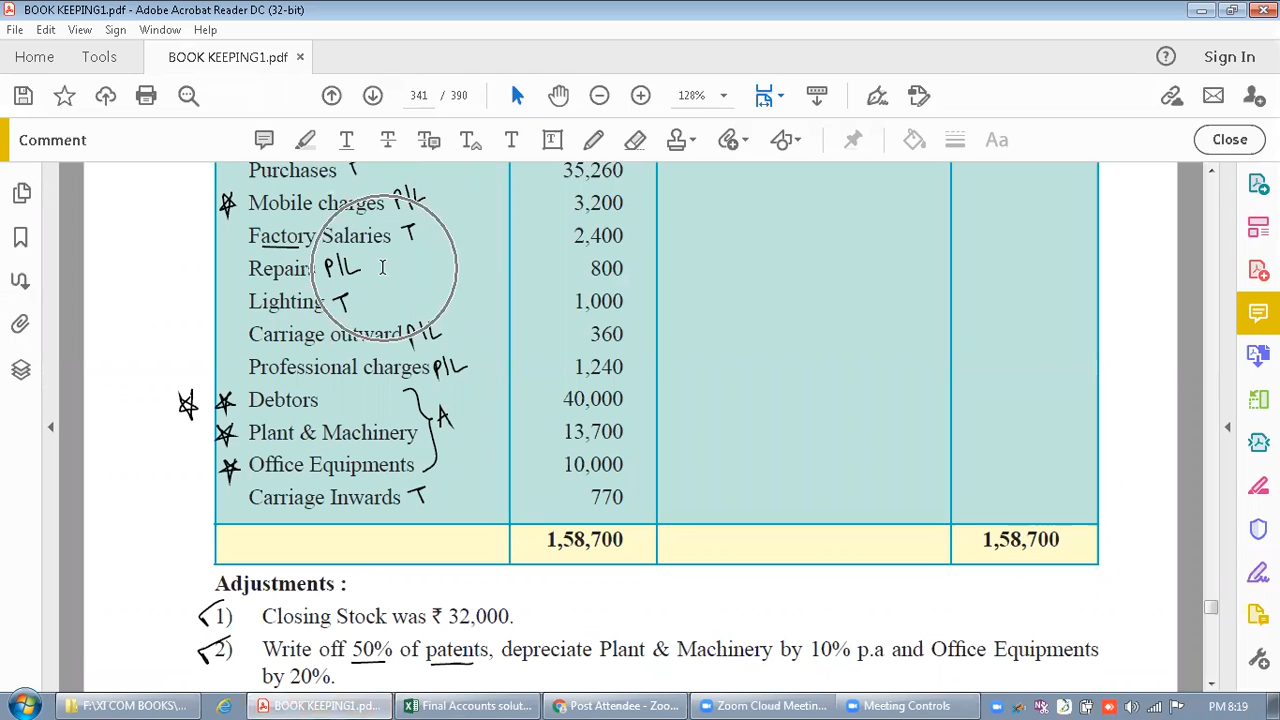 BOOK KEEPING1.pdf - Adobe Acrobat Reader DC (32-bit)
File Edit View Sign Window Help
Home Tools BOOK KEEPING1.pdf × Sign In
341 / 390 128%
Comment Close
Purchases T 35,260
Mobile charges P/L 3,200
Factory Salaries T 2,400
Repairs P/L 800
Lighting T 1,000
Carriage outward P/L 360
Professional charges P/L 1,240
Debtors 40,000
A
Plant & Machinery 13,700
Office Equipments 10,000
Carriage Inwards T 770
1,58,700 1,58,700
Adjustments :
1) Closing Stock was ₹ 32,000.
2) Write off 50% of patents, depreciate Plant & Machinery by 10% p.a and Office Equipments
by 20%.
F:\XI COM BOOKS\... BOOK KEEPING1.pd... Final Accounts solut... Post Attendee - Zoo... Zoom Cloud Meetin... Meeting Controls PM 8:19